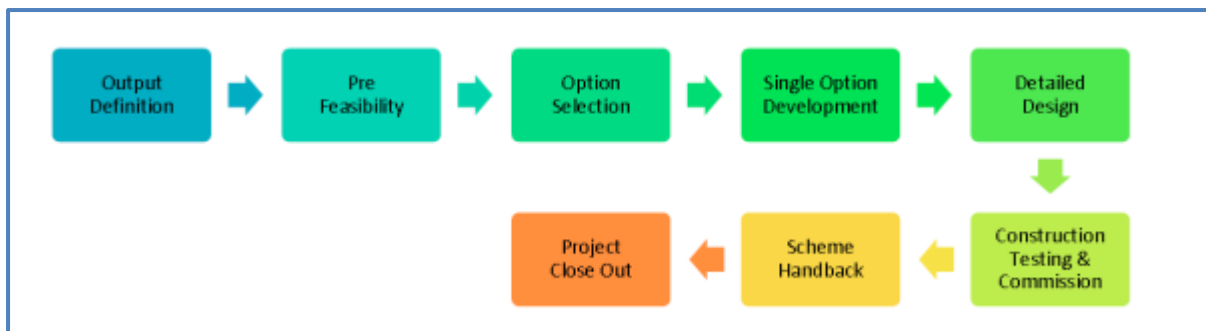 Output
Definition
Pre
Feasibility
Option
Selection
Single Option
Development
Detailed
Design
Construction
Testing &
Commission
Scheme
Handback
Project
Close Out